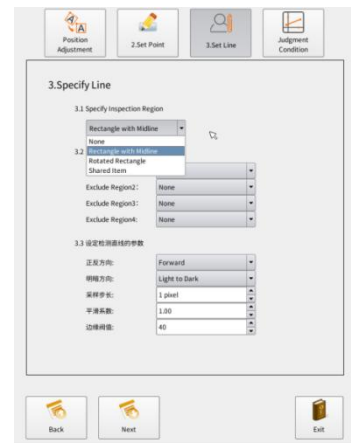 Position
Adjustment
2.Set Point
3.Set Line
Judgment
Condition
3.Specify Line
3.1 Specify Inspection Region
Rectangle with Midline
None
3.2
Rectangle with Midline
Rotated Rectangle
Shared Item
Exclude Region2: None
Exclude Region3: None
Exclude Region4: None
3.3 设定检测直线的参数
正反方向: Forward
明暗方向: Light to Dark
采样步长: 1 pixel
平滑系数: 1.00
边缘阈值: 40
Back
Next
Exit